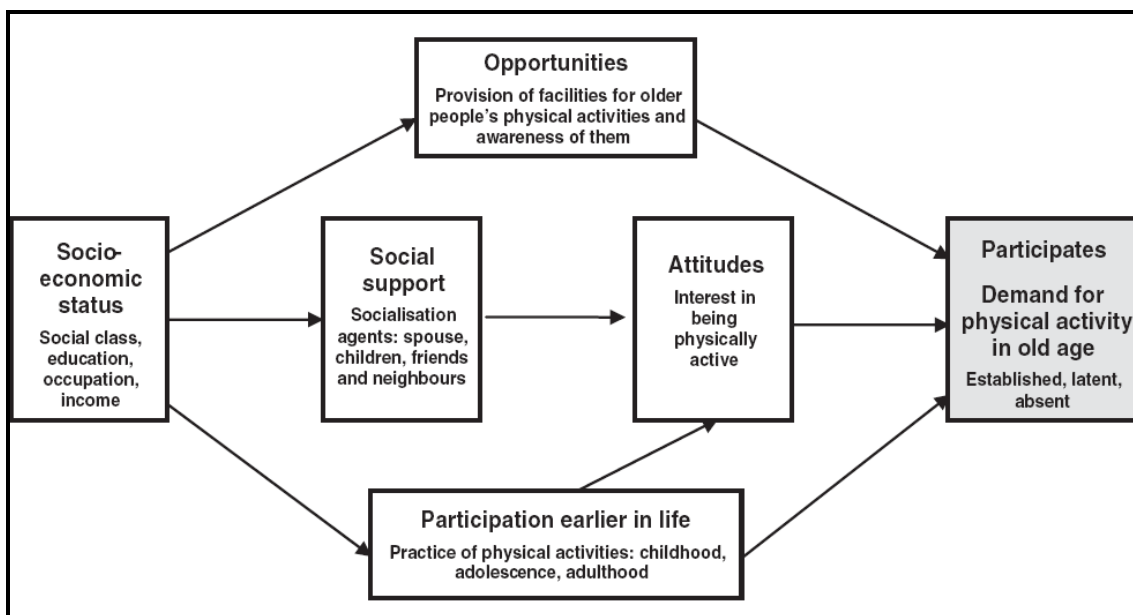 Opportunities
Provision of facilities for older
people's physical activities and
awareness of them
Socio-
economic
status
Social class,
education,
occupation,
income
Social
support
Socialisation
agents: spouse,
children, friends
and neighbours
Attitudes
Interest in
being
physically
active
Participates
Demand for
physical activity
in old age
Established, latent,
absent
Participation earlier in life
Practice of physical activities: childhood,
adolescence, adulthood